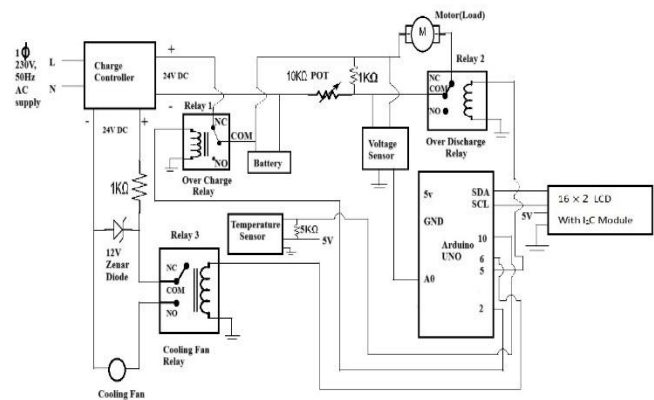 1 ϕ
230V,
50Hz
AC
supply
L
N
Charge
Controller
+
24V DC
-
-
24V DC
+
Motor(Load)
M
Relay 2
NC
COM
NO
Over Discharge
Relay
10KΩ POT
1KΩ
Relay 1
NC
COM
NO
Over Charge
Relay
Battery
Voltage
Sensor
1KΩ
12V
Zenar
Diode
Relay 3
NC
COM
NO
Cooling Fan
Relay
Cooling Fan
Temperature
Sensor
5KΩ
5V
5v
GND
Arduino
UNO
A0
SDA
SCL
10
6
5
2
5V
16 × 2 LCD
With I2C Module